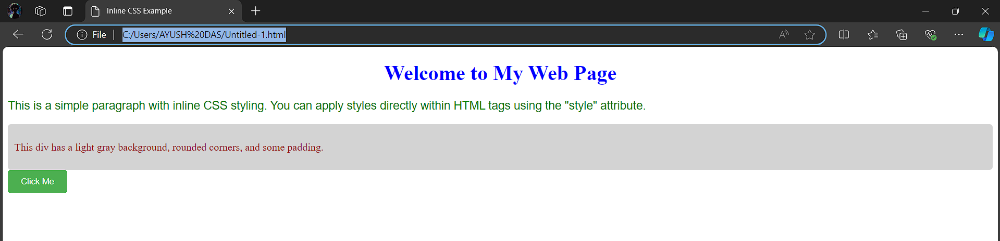 Inline CSS Example
File
C:/Users/AYUSH%20DAS/Untitled-1.html
Welcome to My Web Page
This is a simple paragraph with inline CSS styling. You can apply styles directly within HTML tags using the "style" attribute.
This div has a light gray background, rounded corners, and some padding.
Click Me